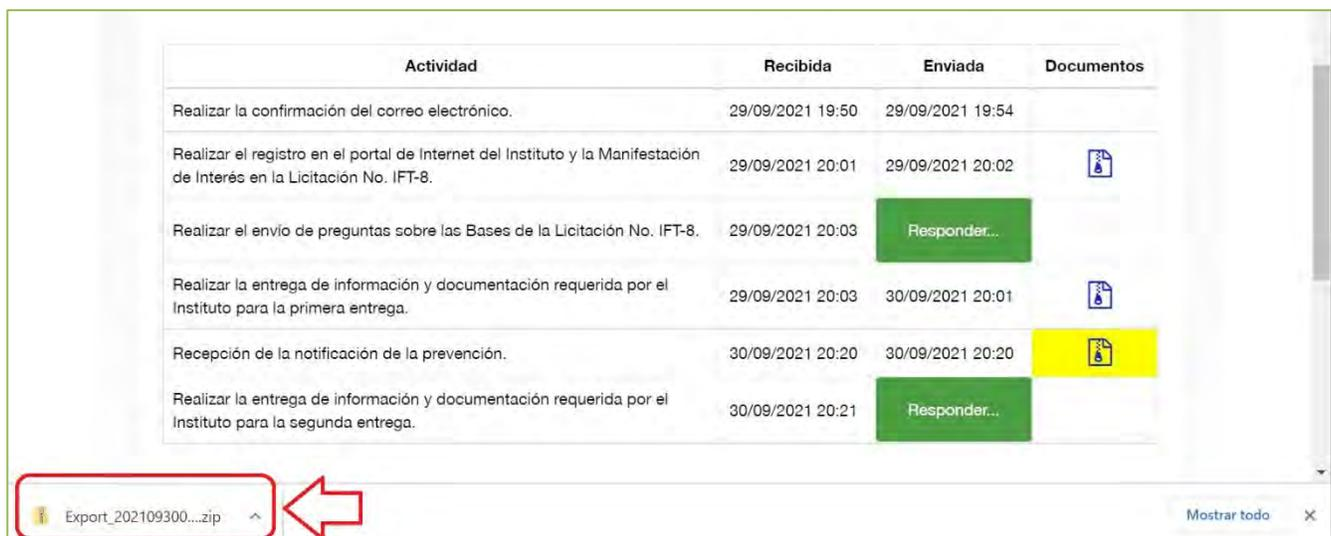 Actividad Recibida Enviada Documentos
Realizar la confirmación del correo electrónico. 29/09/2021 19:50 29/09/2021 19:54
Realizar el registro en el portal de Internet del Instituto y la Manifestación
de Interés en la Licitación No. IFT-8. 29/09/2021 20:01 29/09/2021 20:02
Realizar el envío de preguntas sobre las Bases de la Licitación No. IFT-8. 29/09/2021 20:03 Responder...
Realizar la entrega de información y documentación requerida por el
Instituto para la primera entrega. 29/09/2021 20:03 30/09/2021 20:01
Recepción de la notificación de la prevención. 30/09/2021 20:20 30/09/2021 20:20
Realizar la entrega de información y documentación requerida por el
Instituto para la segunda entrega. 30/09/2021 20:21 Responder...
Export_202109300....zip Mostrar todo